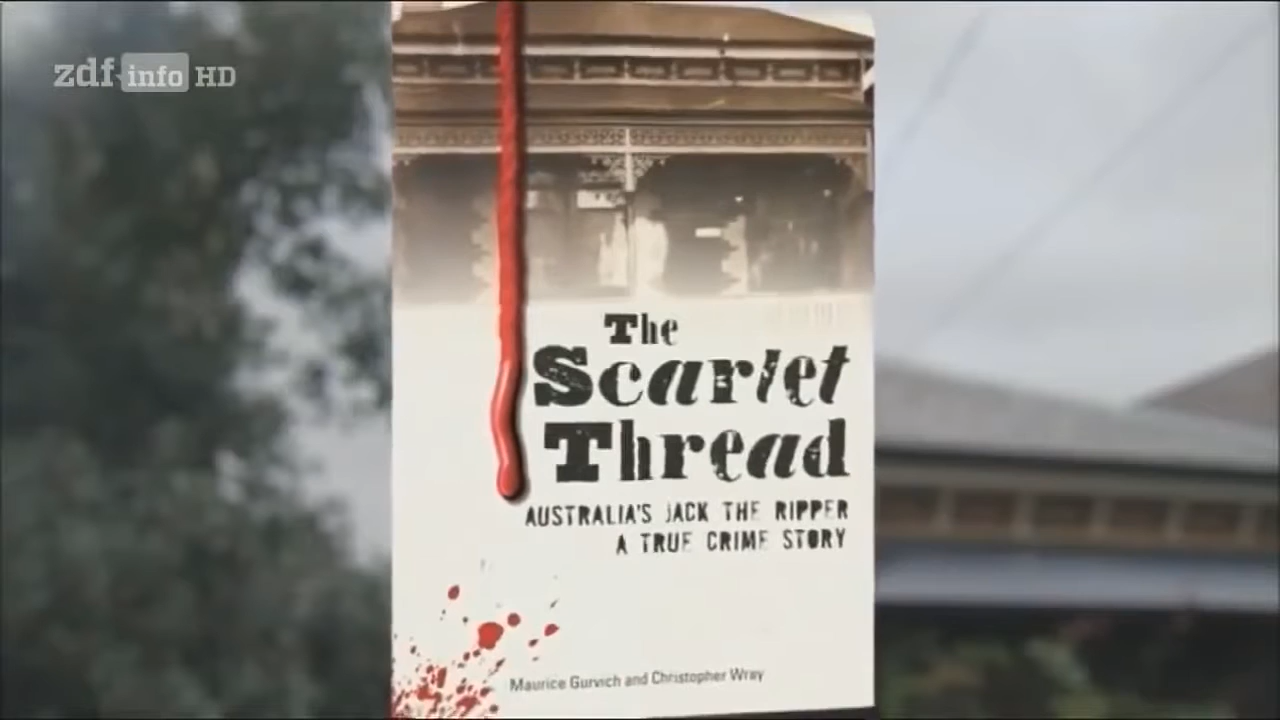 zdf info HD
The
Scarlet
Thread
AUSTRALIA'S JACK THE RIPPER
A TRUE CRIME STORY
Maurice Gurvich and Christopher Wray